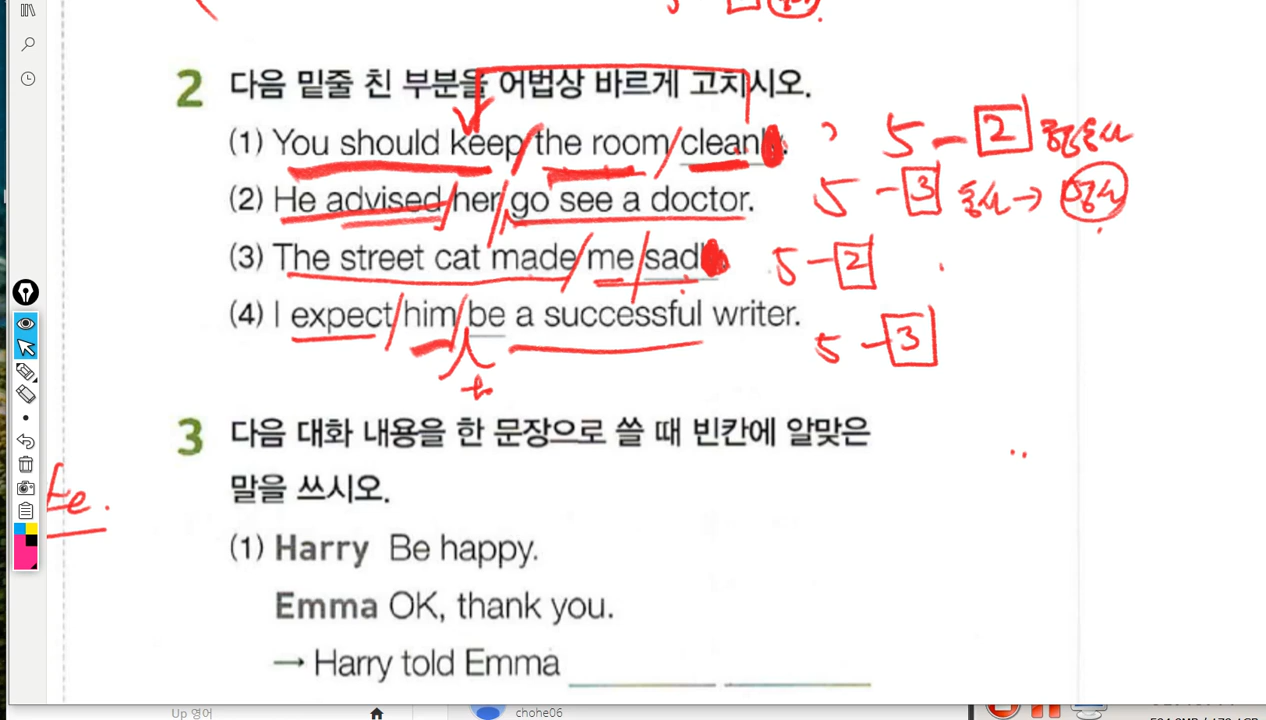 2 다음 밑줄 친 부분을 어법상 바르게 고치시오.
(1) You should keep the room clean. 5 - 2 형용사
(2) He advised her go see a doctor. 5 - 3 동사 →
(3) The street cat made me sad 5 - 2
(4) I expect him be a successful writer. 5 - 3
to
3 다음 대화 내용을 한 문장으로 쓸 때 빈칸에 알맞은
말을 쓰시오.
(1) Harry Be happy.
Emma OK, thank you.
→ Harry told Emma
Up 영어 chohe06